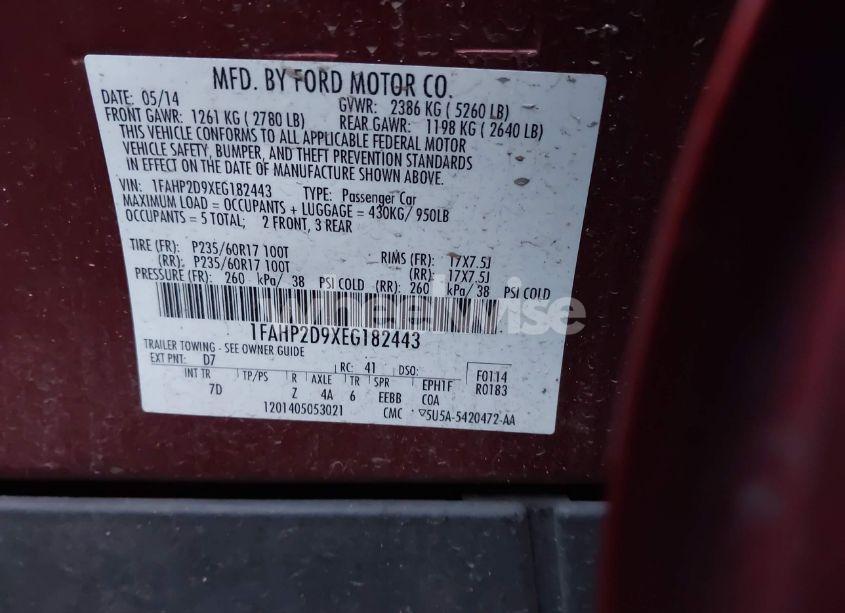 MFD. BY FORD MOTOR CO.
DATE: 05/14 GVWR: 2386 KG ( 5260 LB)
FRONT GAWR: 1261 KG ( 2780 LB) REAR GAWR: 1198 KG ( 2640 LB)
THIS VEHICLE CONFORMS TO ALL APPLICABLE FEDERAL MOTOR
VEHICLE SAFETY, BUMPER, AND THEFT PREVENTION STANDARDS
IN EFFECT ON THE DATE OF MANUFACTURE SHOWN ABOVE.
VIN: 1FAHP2D9XEG182443 TYPE: Passenger Car
MAXIMUM LOAD = OCCUPANTS + LUGGAGE = 430KG/ 950LB
OCCUPANTS = 5 TOTAL; 2 FRONT, 3 REAR
TIRE (FR): P235/60R17 100T RIMS (FR): 17X7.5J
(RR): P235/60R17 100T (RR): 17X7.5J
PRESSURE (FR): 260 kPa/ 38 PSI COLD (RR): 260 kPa/ 38 PSI COLD
wheelwise
1FAHP2D9XEG182443
TRAILER TOWING - SEE OWNER GUIDE
EXT PNT: D7 RC: 41 DSO: F0114
INT TR TP/PS R AXLE TR SPR EPH1F R0183
7D Z 4A 6 EEBB COA
1201405053021 CMC ▽5U5A-5420472-AA